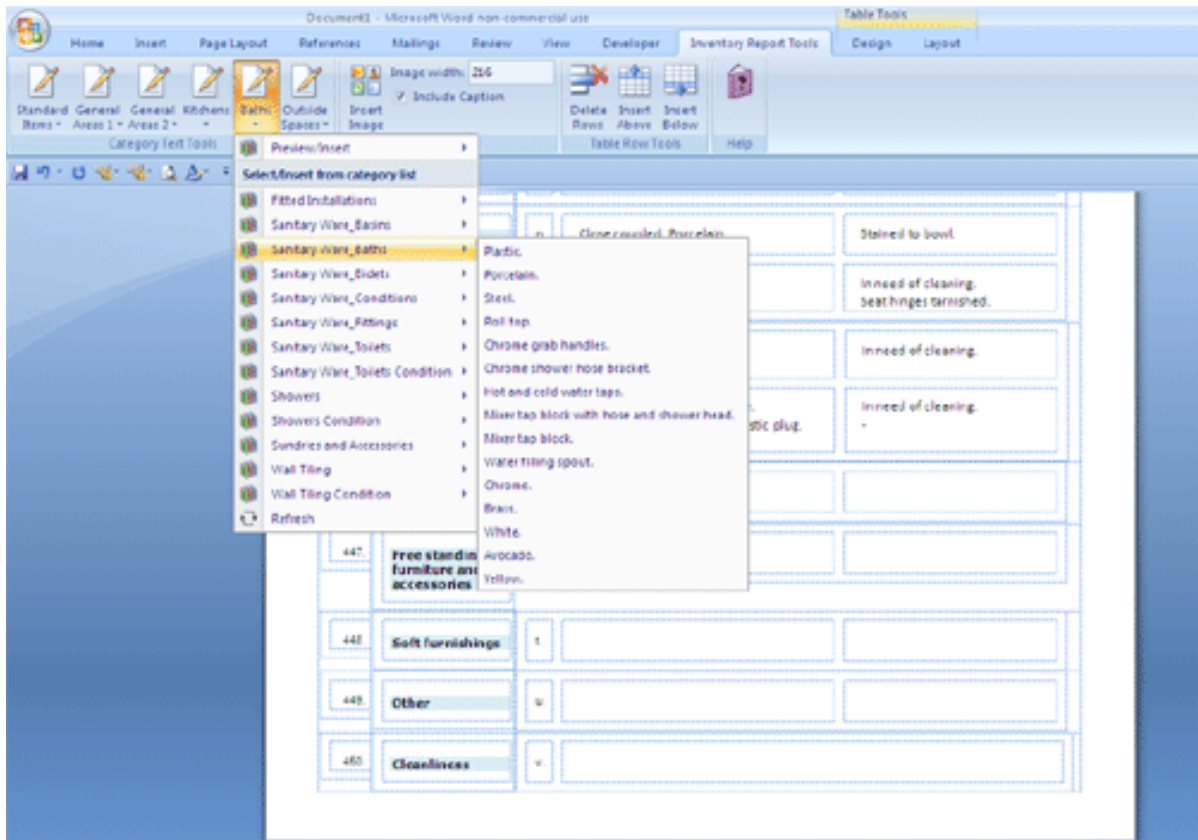 Document1 - Microsoft Word non-commercial use
Table Tools
Home Insert Page Layout References Mailings Review View Developer Inventory Report Tools Design Layout
Standard Items General Areas 1 General Areas 2 Kitchens Baths Outside Spaces
Insert Image
Image width: 216
Include Caption
Delete Rows Insert Above Insert Below
Category Text Tools
Table Row Tools
Help
Preview/Insert
Select/Insert from category list
Fitted Installations
Sanitary Ware_Basins
Sanitary Ware_Baths
Sanitary Ware_Bidets
Sanitary Ware_Conditions
Sanitary Ware_Fittings
Sanitary Ware_Toilets
Sanitary Ware_Toilets Condition
Showers
Showers Condition
Sundries and Accessories
Wall Tiling
Wall Tiling Condition
Refresh
Plastic.
Porcelain.
Steel.
Roll top.
Chrome grab handles.
Chrome shower hose bracket.
Hot and cold water taps.
Mixer tap block with hose and shower head.
Mixer tap block.
Water filling spout.
Chrome.
Brass.
White.
Avocado.
Yellow.
Close coupled. Porcelain.
Stained to bowl.
In need of cleaning.
Seat hinges tarnished.
In need of cleaning.
In need of cleaning.
-
stic plug.
447. Free standin
furniture and
accessories
448. Soft furnishings t.
449. Other u.
450. Cleanliness v.